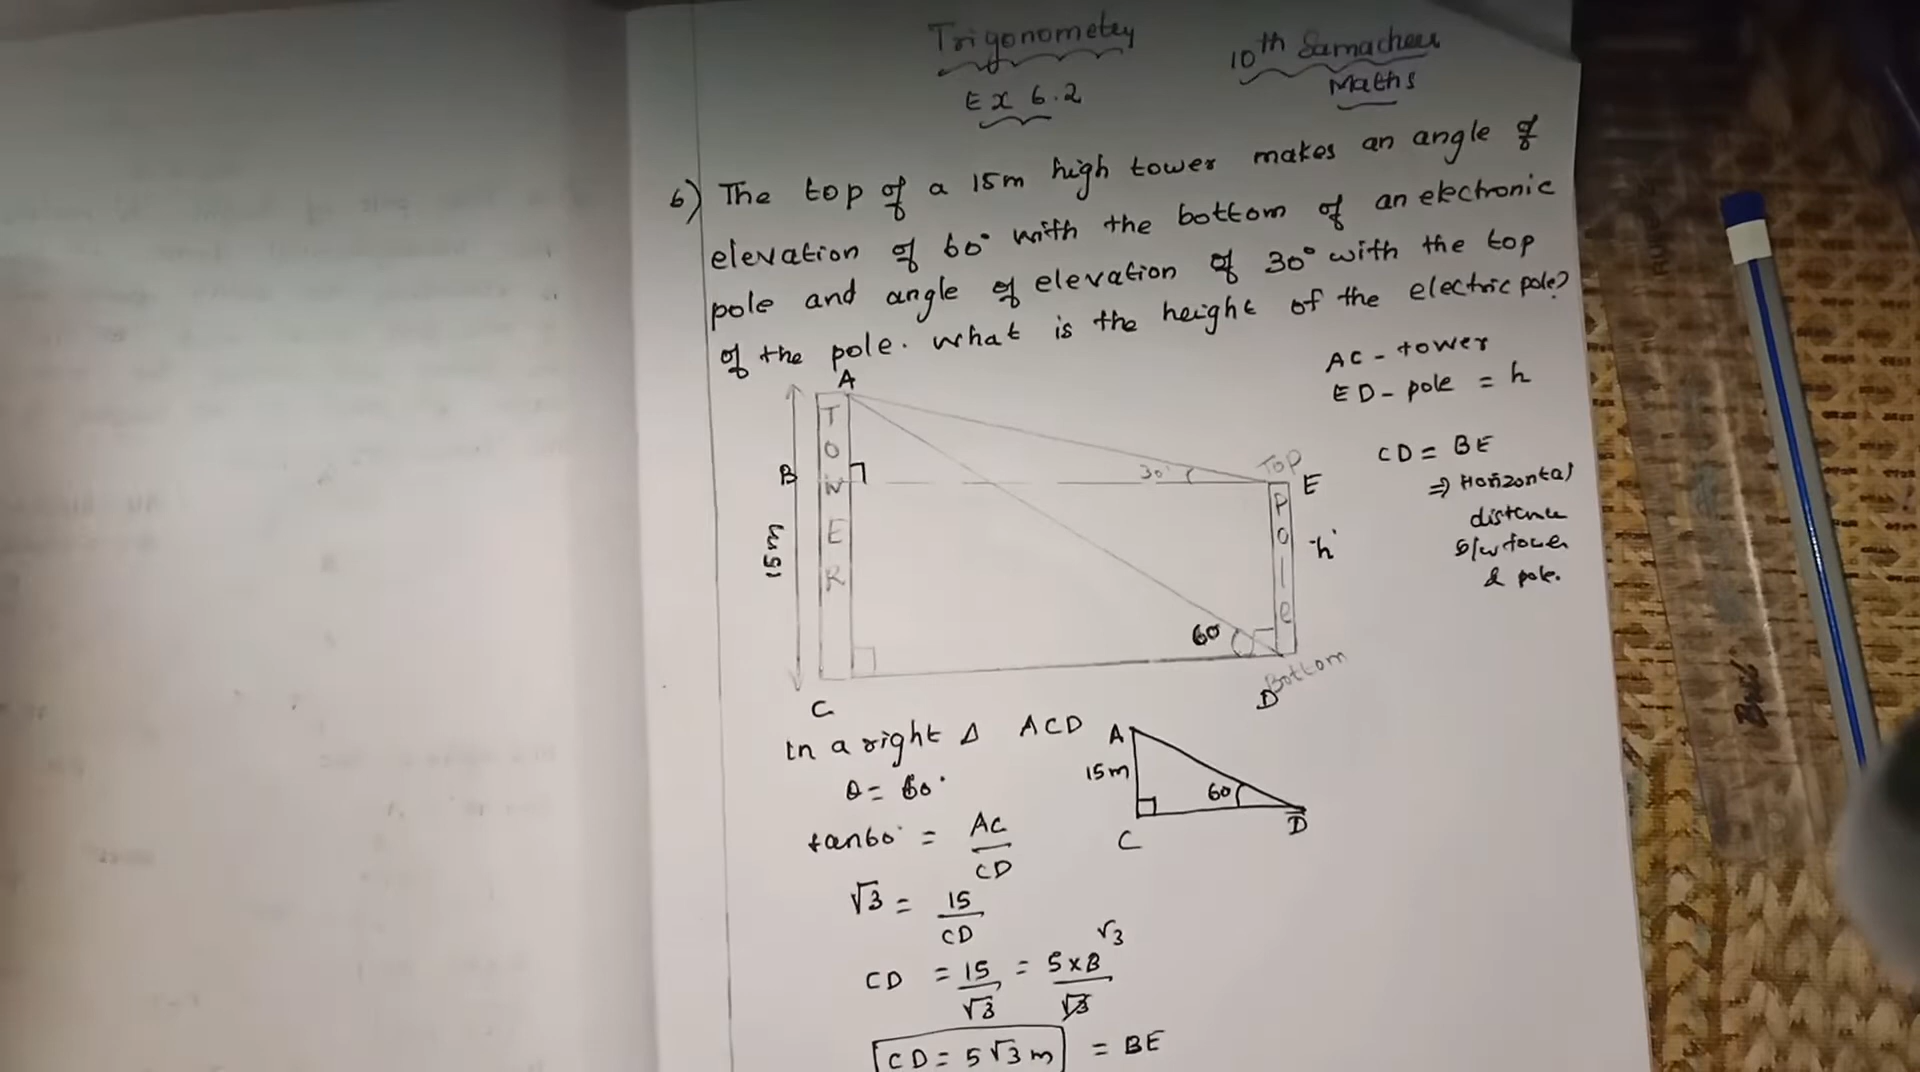 Trigonometry
10th Samacheer
Maths
Ex 6.2
6) The top of a 15m high tower makes an angle of
elevation of 60° with the bottom of an electronic
pole and angle of elevation of 30° with the top
of the pole. What is the height of the electric pole?
AC - tower
ED - pole = h
CD = BE
⇒ Horizontal
distance
b/w tower
& pole.
A
TOWER
B
15m
C
30°
Top
E
Pole
'h'
60
Bottom
D
In a right Δ ACD
θ = 60°
tan60° = AC/CD
√3 = 15/CD
CD = 15/√3 = 5×3/√3
√3
CD = 5√3 m = BE
A
15m
60
C
D